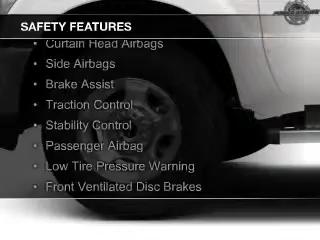 SAFETY FEATURES
• Curtain Head Airbags
• Side Airbags
• Brake Assist
• Traction Control
• Stability Control
• Passenger Airbag
• Low Tire Pressure Warning
• Front Ventilated Disc Brakes